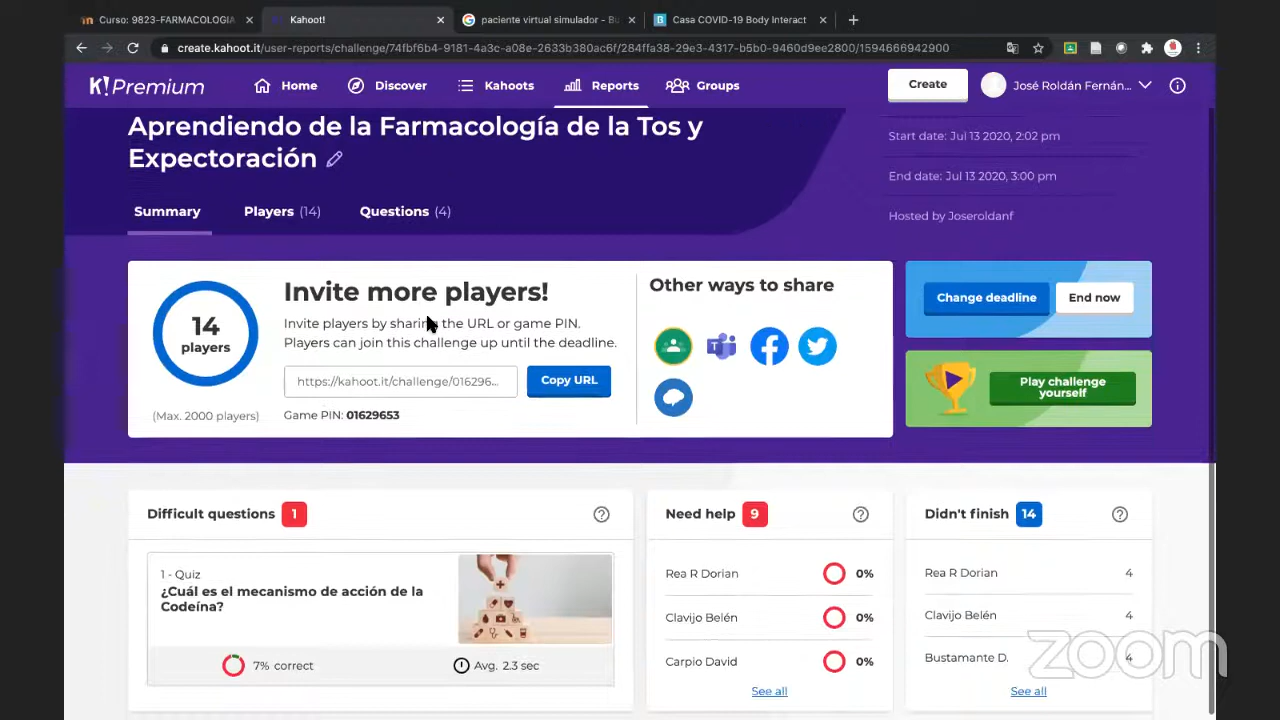 Curso: 9823-FARMACOLOGIA
Kahoot!
paciente virtual simulador - Bu
Casa COVID-19 Body Interact
create.kahoot.it/user-reports/challenge/74fbf6b4-9181-4a3c-a08e-2633b380ac6f/284ffa38-29e3-4317-b5b0-9460d9ee2800/1594666942900
K! Premium
Home
Discover
Kahoots
Reports
Groups
Create
José Roldán Fernán...
Aprendiendo de la Farmacología de la Tos y
Expectoración
Start date: Jul 13 2020, 2:02 pm
End date: Jul 13 2020, 3:00 pm
Hosted by Joseroldanf
Summary
Players (14)
Questions (4)
14
players
(Max. 2000 players)
Invite more players!
Invite players by sharing the URL or game PIN.
Players can join this challenge up until the deadline.
https://kahoot.it/challenge/016296...
Copy URL
Game PIN: 01629653
Other ways to share
Change deadline
End now
Play challenge
yourself
Difficult questions 1
1 - Quiz
¿Cuál es el mecanismo de acción de la
Codeína?
7% correct
Avg. 2.3 sec
Need help 9
Rea R Dorian 0%
Clavijo Belén 0%
Carpio David 0%
See all
Didn't finish 14
Rea R Dorian 4
Clavijo Belén 4
Bustamante D. 4
See all
zoom